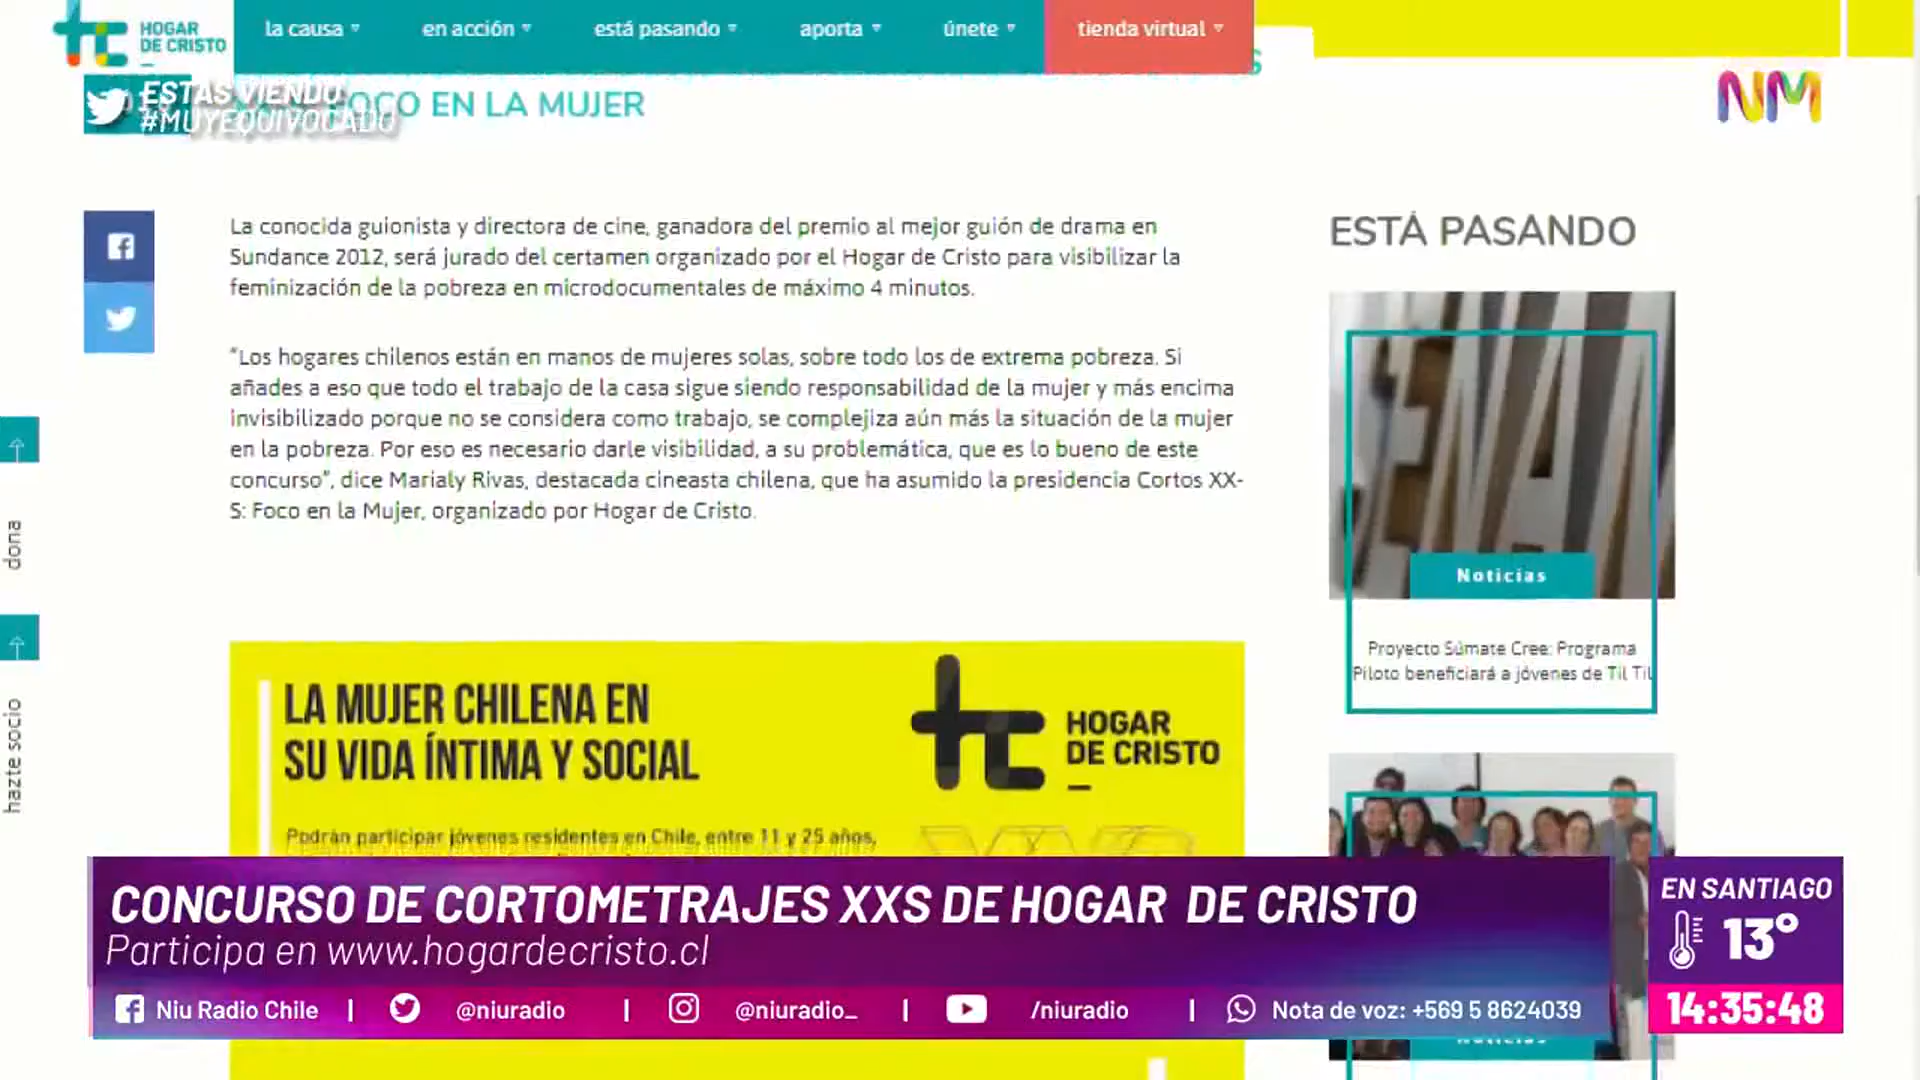 HOGAR
DE CRISTO
la causa
en acción
está pasando
aporta
únete
tienda virtual
S
ESTÁS VIENDO
#MUYEQUIVOCADO
FOCO EN LA MUJER
NM
La conocida guionista y directora de cine, ganadora del premio al mejor guión de drama en
Sundance 2012, será jurado del certamen organizado por el Hogar de Cristo para visibilizar la
feminización de la pobreza en microdocumentales de máximo 4 minutos.
“Los hogares chilenos están en manos de mujeres solas, sobre todo los de extrema pobreza. Si
añades a eso que todo el trabajo de la casa sigue siendo responsabilidad de la mujer y más encima
invisibilizado porque no se considera como trabajo, se complejiza aún más la situación de la mujer
en la pobreza. Por eso es necesario darle visibilidad, a su problemática, que es lo bueno de este
concurso”, dice Marialy Rivas, destacada cineasta chilena, que ha asumido la presidencia Cortos XX-
S: Foco en la Mujer, organizado por Hogar de Cristo.
dona
hazte socio
ESTÁ PASANDO
ENAM
Noticias
Proyecto Súmate Cree: Programa
Piloto beneficiará a jóvenes de Til Til
LA MUJER CHILENA EN
SU VIDA ÍNTIMA Y SOCIAL
HOGAR
DE CRISTO
Podrán participar jóvenes residentes en Chile, entre 11 y 25 años,
CONCURSO DE CORTOMETRAJES XXS DE HOGAR DE CRISTO
Participa en www.hogardecristo.cl
Niu Radio Chile | @niuradio | @niuradio_ | /niuradio | Nota de voz: +569 5 8624039
EN SANTIAGO
13°
14:35:48
Noticias